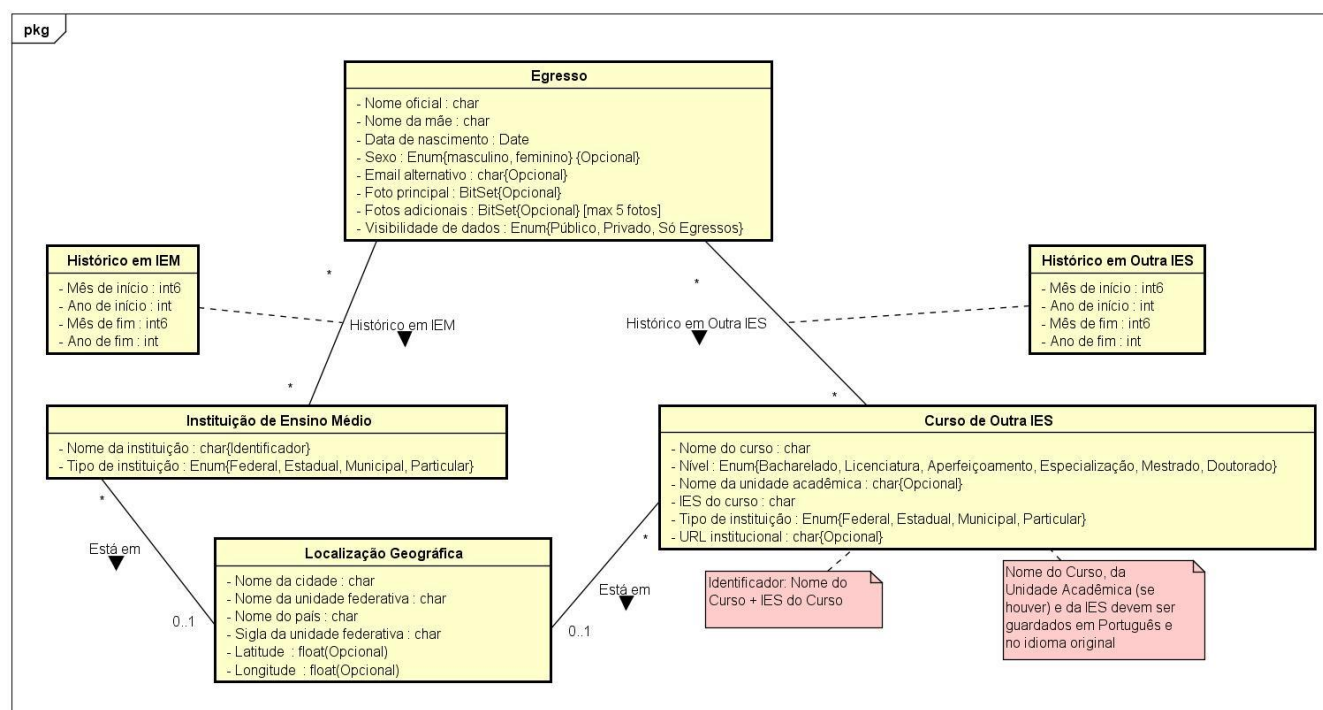 pkg
Egresso
- Nome oficial : char
- Nome da mãe : char
- Data de nascimento : Date
- Sexo : Enum{masculino, feminino} {Opcional}
- Email alternativo : char{Opcional}
- Foto principal : BitSet{Opcional}
- Fotos adicionais : BitSet{Opcional} [max 5 fotos]
- Visibilidade de dados : Enum{Público, Privado, Só Egressos}
Histórico em IEM
- Mês de início : int6
- Ano de início : int
- Mês de fim : int6
- Ano de fim : int
Histórico em Outra IES
- Mês de início : int6
- Ano de início : int
- Mês de fim : int6
- Ano de fim : int
*
*
Histórico em IEM
Histórico em Outra IES
*
*
Instituição de Ensino Médio
- Nome da instituição : char{Identificador}
- Tipo de instituição : Enum{Federal, Estadual, Municipal, Particular}
Curso de Outra IES
- Nome do curso : char
- Nível : Enum{Bacharelado, Licenciatura, Aperfeiçoamento, Especialização, Mestrado, Doutorado}
- Nome da unidade acadêmica : char{Opcional}
- IES do curso : char
- Tipo de instituição : Enum{Federal, Estadual, Municipal, Particular}
- URL institucional : char{Opcional}
*
*
Está em
Está em
0..1
0..1
Localização Geográfica
- Nome da cidade : char
- Nome da unidade federativa : char
- Nome do país : char
- Sigla da unidade federativa : char
- Latitude : float(Opcional)
- Longitude : float(Opcional)
Identificador: Nome do
Curso + IES do Curso
Nome do Curso, da
Unidade Acadêmica (se
houver) e da IES devem ser
guardados em Português e
no idioma original